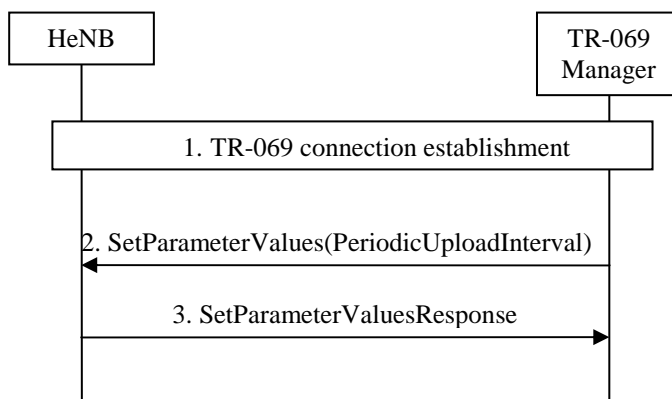 HeNB
TR-069
Manager
1. TR-069 connection establishment
2. SetParameterValues(PeriodicUploadInterval)
3. SetParameterValuesResponse